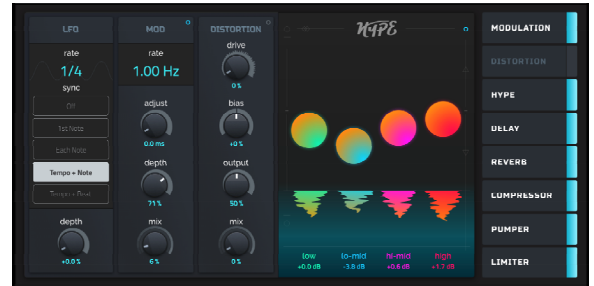 LFO
MOD
DISTORTION
HYPE
rate
1/4
sync
Off
1st Note
Each Note
Tempo + Note
Tempo + Beat
depth
+0.0 %
rate
1.00 Hz
adjust
0.0 ms
depth
71 %
mix
6 %
drive
0 %
bias
+0 %
output
50 %
mix
0 %
low
+0.0 dB
lo-mid
-3.8 dB
hi-mid
+0.6 dB
high
+1.7 dB
MODULATION
DISTORTION
HYPE
DELAY
REVERB
COMPRESSOR
PUMPER
LIMITER